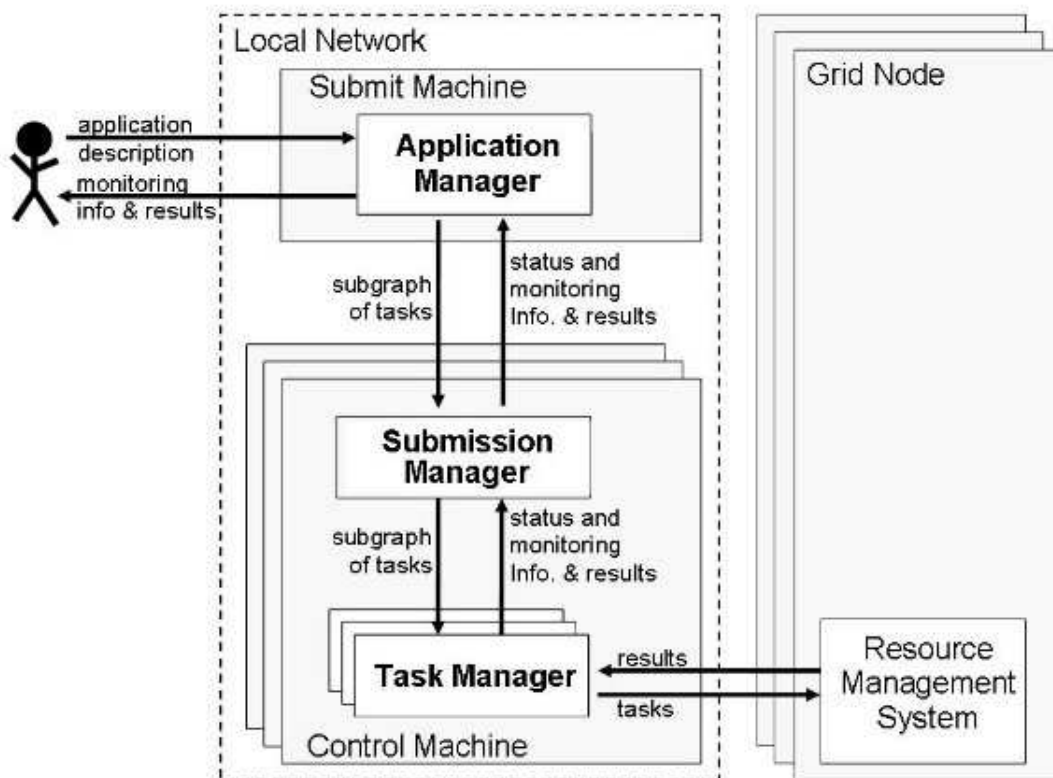 Local Network
Grid Node
Submit Machine
application
description
monitoring
info & results
Application
Manager
subgraph
of tasks
status and
monitoring
Info. & results
Submission
Manager
subgraph
of tasks
status and
monitoring
Info. & results
Task Manager
results
tasks
Resource
Management
System
Control Machine